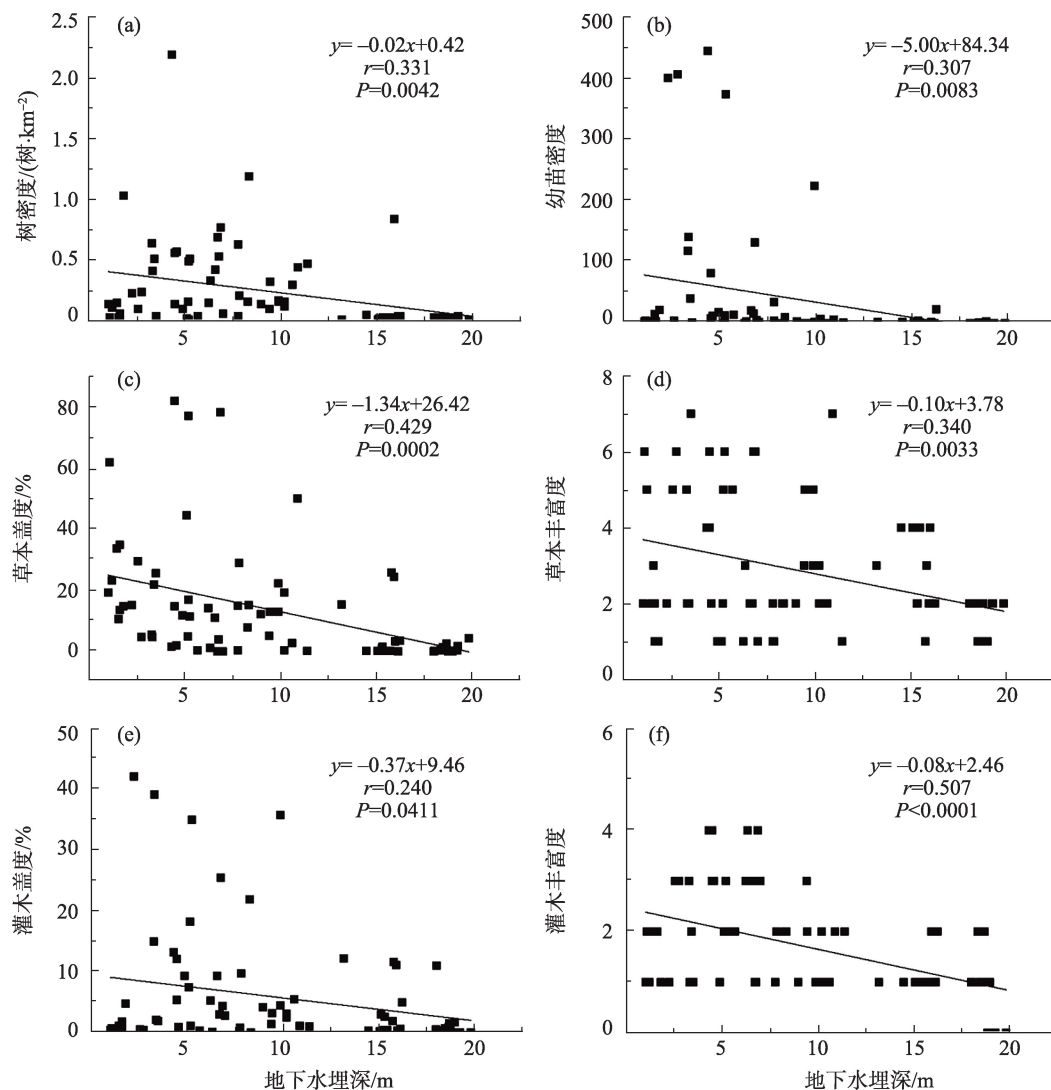 (a)
y= –0.02x+0.42
r=0.331
P=0.0042
树密度/(树·km⁻²)
2.5
2.0
1.5
1.0
0.5
0
5
10
15
20
(b)
y= –5.00x+84.34
r=0.307
P=0.0083
幼苗密度
500
400
300
200
100
0
5
10
15
20
(c)
y= –1.34x+26.42
r=0.429
P=0.0002
草本盖度/%
80
60
40
20
0
5
10
15
20
(d)
y= –0.10x+3.78
r=0.340
P=0.0033
草本丰富度
8
6
4
2
0
5
10
15
20
(e)
y= –0.37x+9.46
r=0.240
P=0.0411
灌木盖度/%
50
40
30
20
10
0
5
10
15
20
地下水埋深/m
(f)
y= –0.08x+2.46
r=0.507
P<0.0001
灌木丰富度
6
4
2
0
5
10
15
20
地下水埋深/m